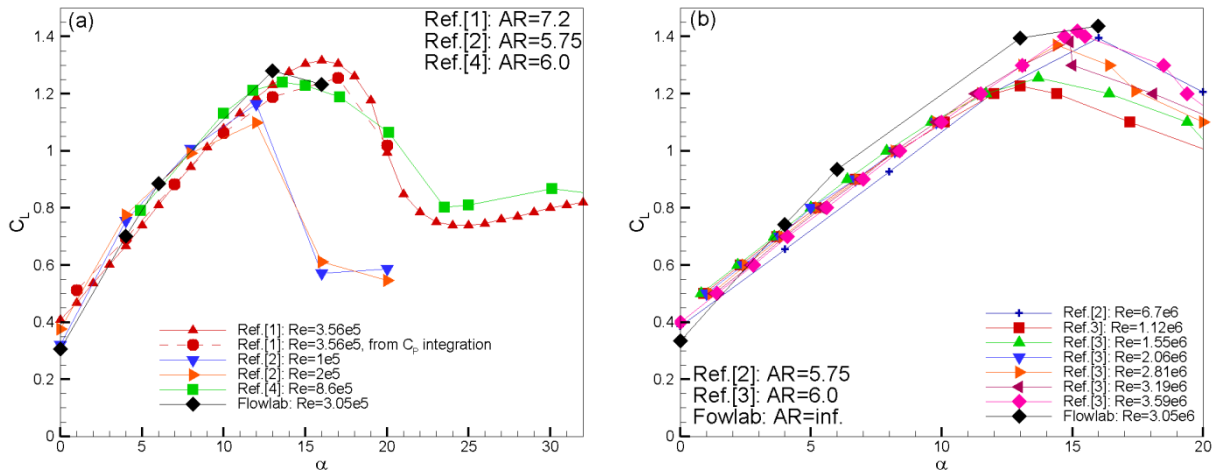 (a)
Ref.[1]: AR=7.2
Ref.[2]: AR=5.75
Ref.[4]: AR=6.0
1.4
1.2
1
0.8
0.6
0.4
0.2
0
C_L
Ref.[1]: Re=3.56e5
Ref.[1]: Re=3.56e5, from C_P integration
Ref.[2]: Re=1e5
Ref.[2]: Re=2e5
Ref.[4]: Re=8.6e5
Flowlab: Re=3.05e5
0 5 10 15 20 25 30
α
(b)
1.4
1.2
1
0.8
0.6
0.4
0.2
0
C_L
Ref.[2]: Re=6.7e6
Ref.[3]: Re=1.12e6
Ref.[3]: Re=1.55e6
Ref.[3]: Re=2.06e6
Ref.[3]: Re=2.81e6
Ref.[3]: Re=3.19e6
Ref.[3]: Re=3.59e6
Flowlab: Re=3.05e6
Ref.[2]: AR=5.75
Ref.[3]: AR=6.0
Fowlab: AR=inf.
0 5 10 15 20
α